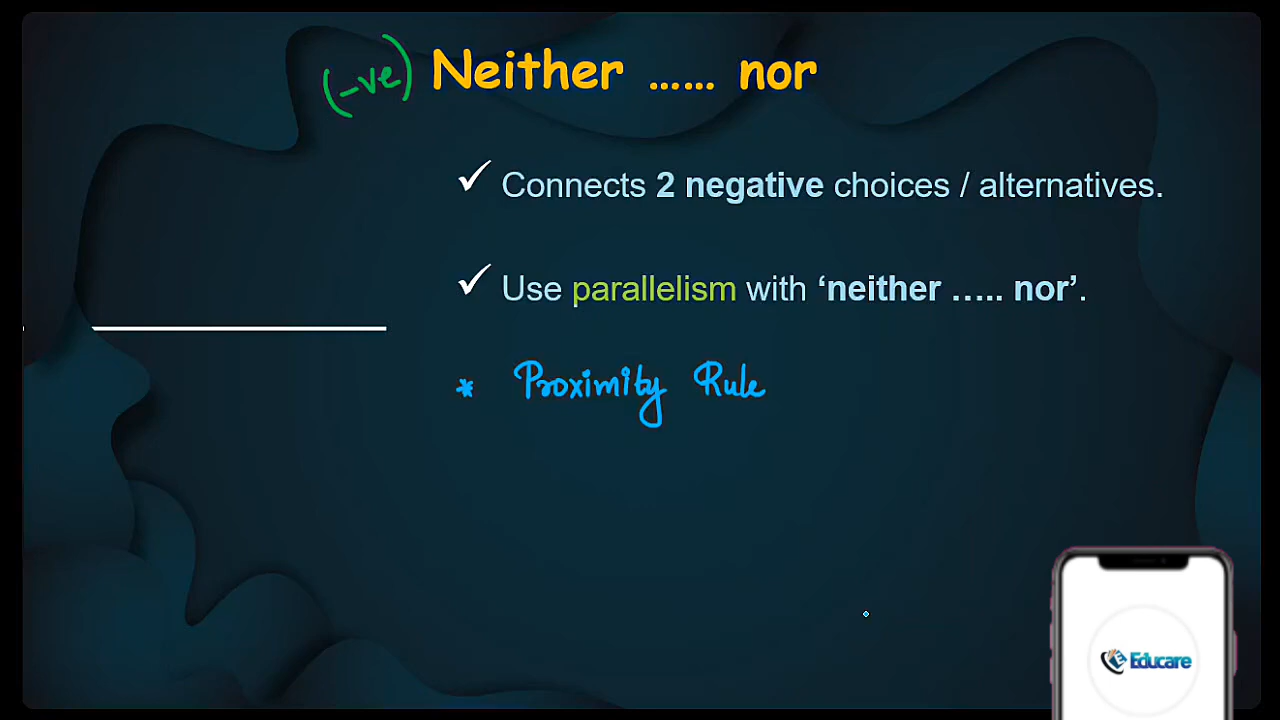 (-ve) Neither ...... nor
✓ Connects 2 negative choices / alternatives.
✓ Use parallelism with ‘neither ….. nor’.
* Proximity Rule
Educare